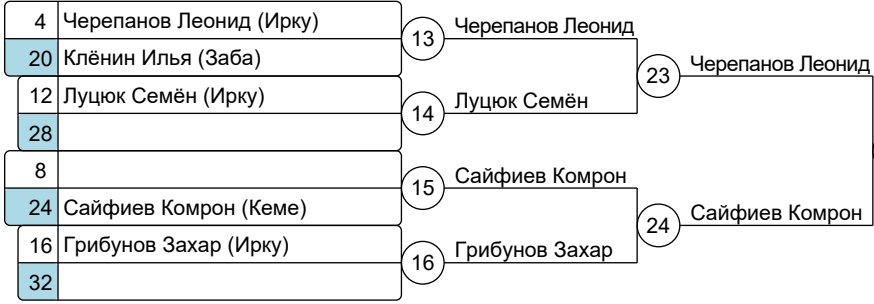 4 Черепанов Леонид (Ирку)
20 Клёнин Илья (Заба)
12 Луцюк Семён (Ирку)
28
8
24 Сайфиев Комрон (Кеме)
16 Грибунов Захар (Ирку)
32
13 Черепанов Леонид
14 Луцюк Семён
15 Сайфиев Комрон
16 Грибунов Захар
23 Черепанов Леонид
24 Сайфиев Комрон